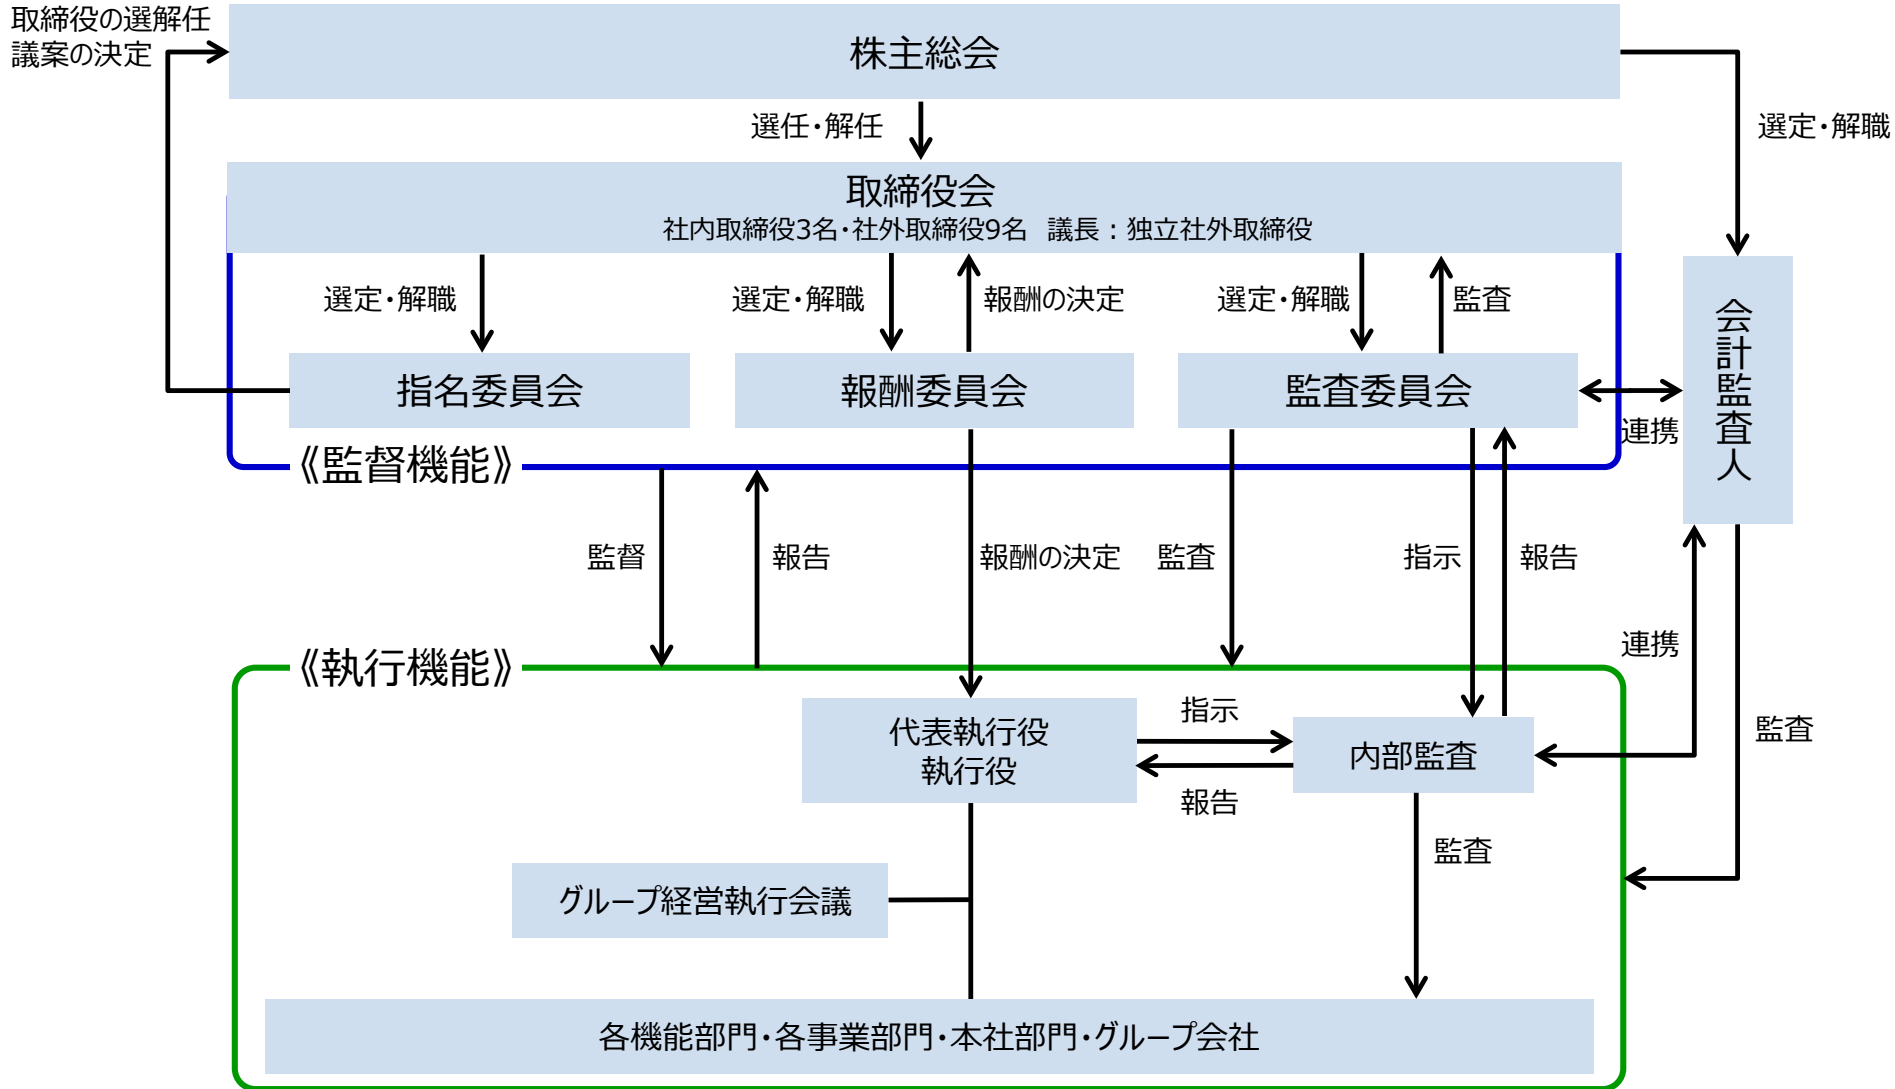 取締役の選解任
議案の決定
株主総会
選任・解任
選定・解職
取締役会
社内取締役3名・社外取締役9名　議長：独立社外取締役
選定・解職
選定・解職
報酬の決定
選定・解職
監査
会計監査人
指名委員会
報酬委員会
監査委員会
連携
《監督機能》
監督
報告
報酬の決定
監査
指示
報告
連携
《執行機能》
代表執行役
執行役
指示
報告
内部監査
監査
監査
グループ経営執行会議
各機能部門・各事業部門・本社部門・グループ会社